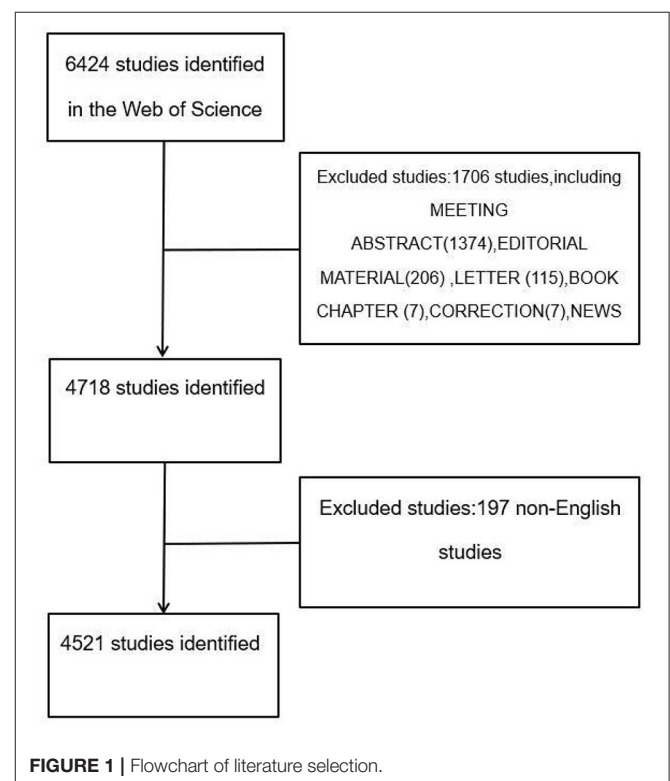 6424 studies identified
in the Web of Science
Excluded studies:1706 studies,including
MEETING
ABSTRACT(1374),EDITORIAL
MATERIAL(206) ,LETTER (115),BOOK
CHAPTER (7),CORRECTION(7),NEWS
4718 studies identified
Excluded studies:197 non-English
studies
4521 studies identified
FIGURE 1 | Flowchart of literature selection.